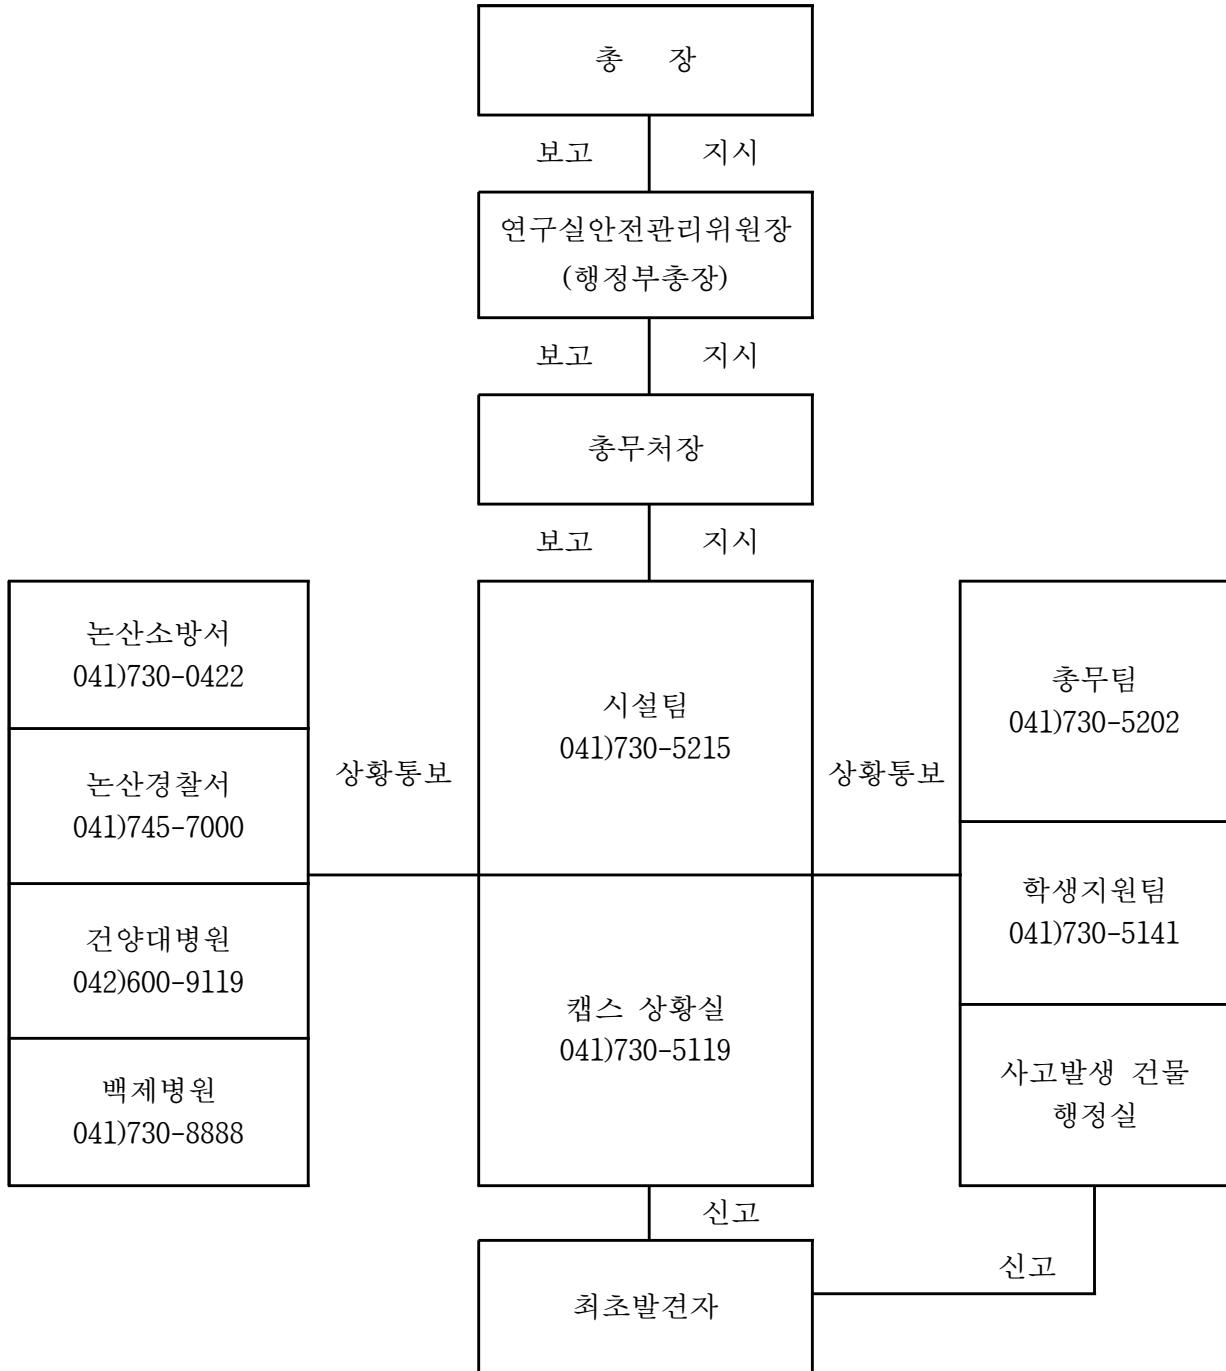 총 장
보고 지시
연구실안전관리위원장
(행정부총장)
보고 지시
총무처장
보고 지시
논산소방서
041)730-0422
논산경찰서
041)745-7000
건양대병원
042)600-9119
백제병원
041)730-8888
상황통보
시설팀
041)730-5215
캡스 상황실
041)730-5119
상황통보
총무팀
041)730-5202
학생지원팀
041)730-5141
사고발생 건물
행정실
신고
신고
최초발견자